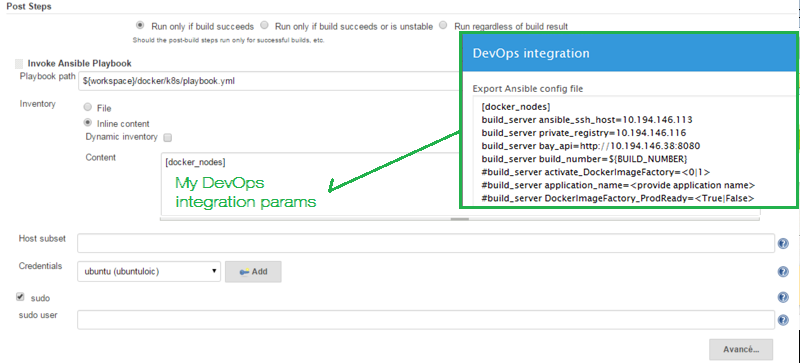 Post Steps
Run only if build succeeds
Run only if build succeeds or is unstable
Run regardless of build result
Should the post-build steps run only for successful builds, etc.
Invoke Ansible Playbook
Playbook path
${workspace}/docker/k8s/playbook.yml
Inventory
File
Inline content
Dynamic inventory
Content
[docker_nodes]
My DevOps
integration params
DevOps integration
Export Ansible config file
[docker_nodes]
build_server ansible_ssh_host=10.194.146.113
build_server private_registry=10.194.146.116
build_server bay_api=http://10.194.146.38:8080
build_server build_number=${BUILD_NUMBER}
#build_server activate_DockerImageFactory=<0|1>
#build_server application_name=<provide application name>
#build_server DockerImageFactory_ProdReady=<True|False>
Host subset
Credentials
ubuntu (ubuntuloic)
Add
sudo
sudo user
Avancé...